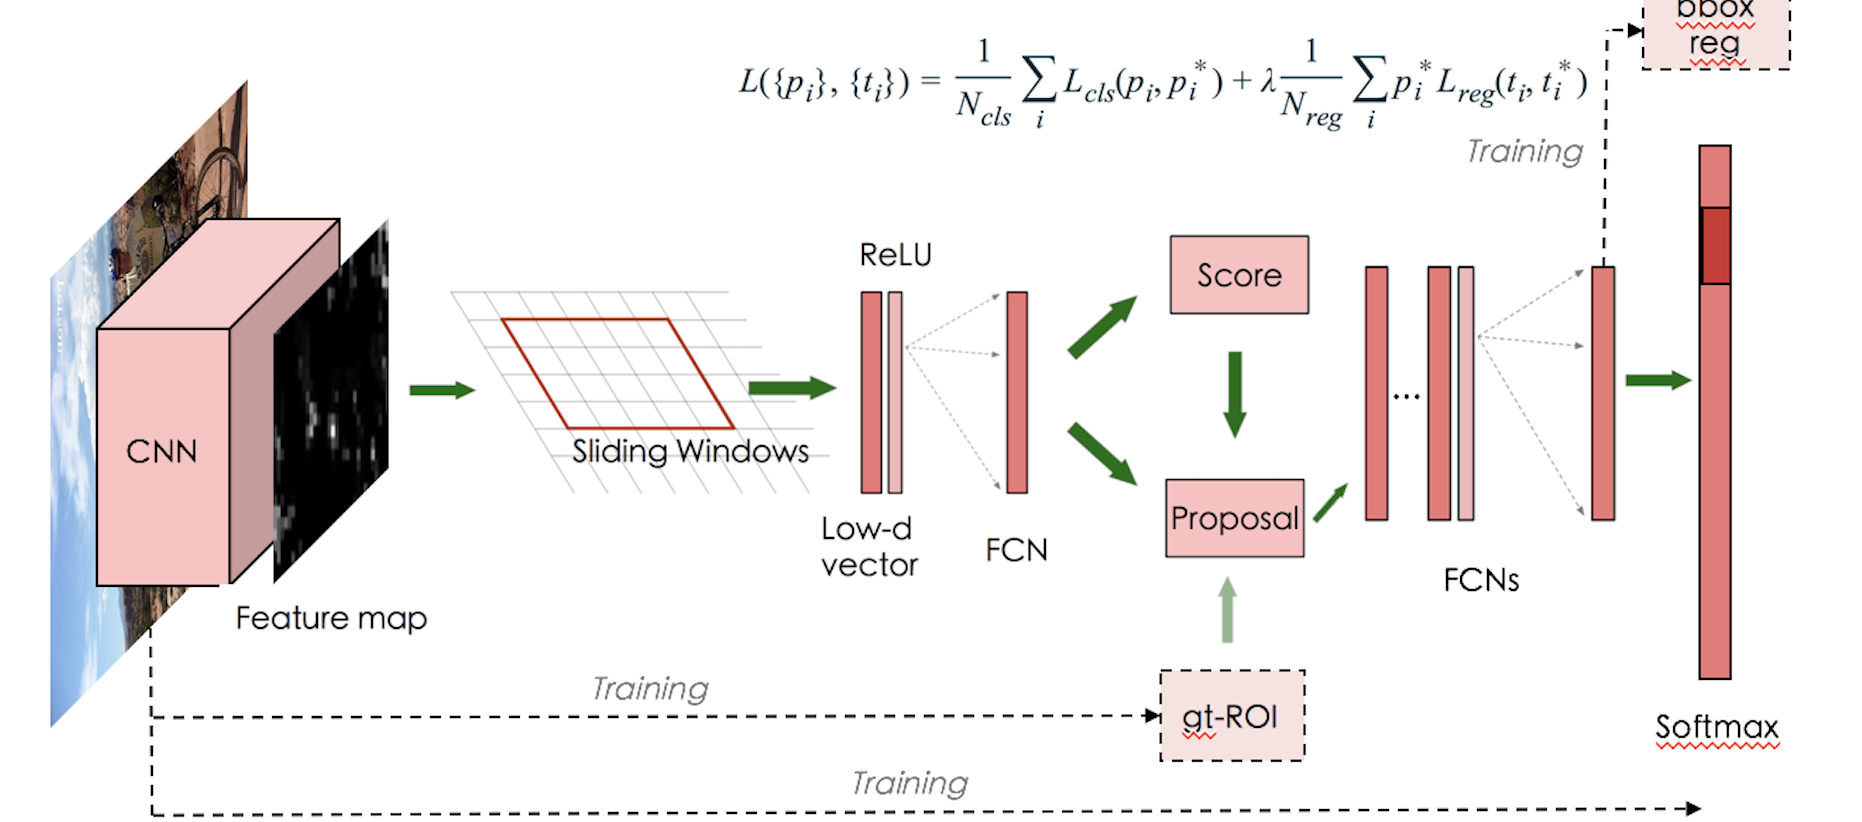 bbox
reg
L({p_i}, {t_i}) = \frac{1}{N_{cls}} \sum_i L_{cls}(p_i, p_i^*) + λ \frac{1}{N_{reg}} \sum_i p_i^* L_{reg}(t_i, t_i^*)
Training
ReLU
Score
CNN
Sliding Windows
...
Proposal
Low-d
vector
FCN
FCNs
Feature map
Training
gt-ROI
Softmax
Training